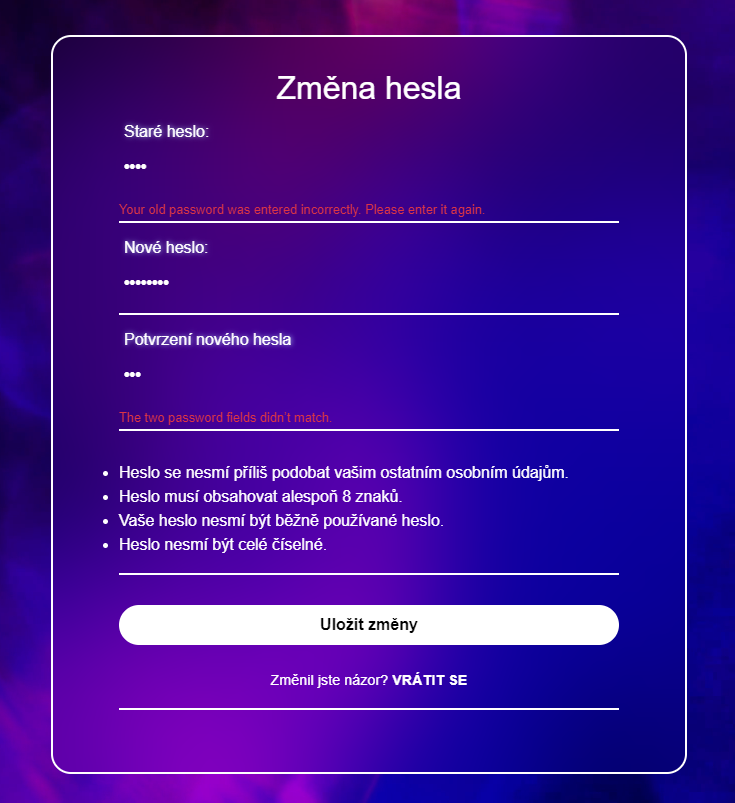 Změna hesla
Staré heslo:
••••
Your old password was entered incorrectly. Please enter it again.
Nové heslo:
••••••••
Potvrzení nového hesla
•••
The two password fields didn't match.
• Heslo se nesmí příliš podobat vašim ostatním osobním údajům.
• Heslo musí obsahovat alespoň 8 znaků.
• Vaše heslo nesmí být běžně používané heslo.
• Heslo nesmí být celé číselné.
Uložit změny
Změnil jste názor? VRÁTIT SE